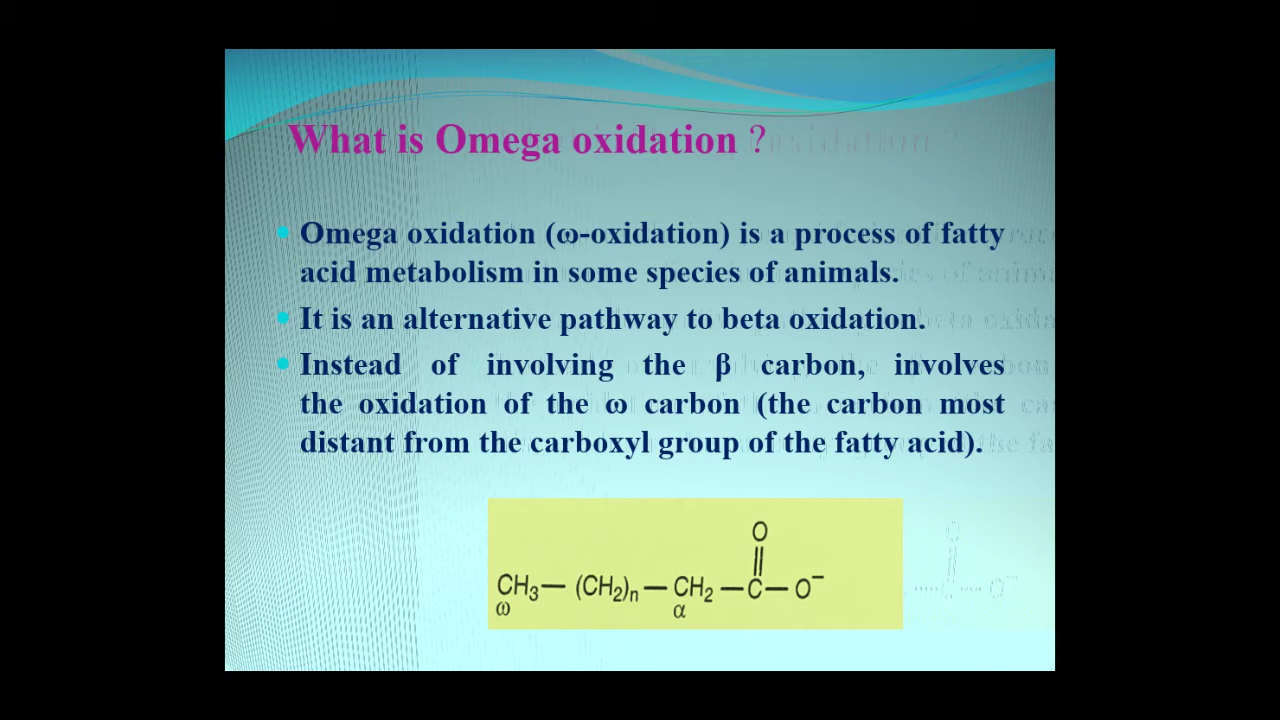 What is Omega oxidation ?
Omega oxidation (ω-oxidation) is a process of fatty
acid metabolism in some species of animals.
It is an alternative pathway to beta oxidation.
Instead of involving the β carbon, involves
the oxidation of the ω carbon (the carbon most
distant from the carboxyl group of the fatty acid).
O
CH₃— (CH₂)ₙ— CH₂ —C—O⁻
ω α